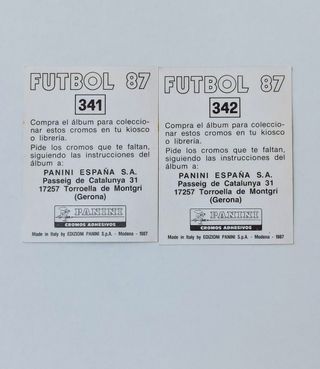 FUTBOL 87
341
Compra el álbum para coleccio-
nar estos cromos en tu kiosco
o librería.
Pide los cromos que te faltan,
siguiendo las instrucciones del
álbum a:
PANINI ESPAÑA S.A.
Passeig de Catalunya 31
17257 Torroella de Montgri
(Gerona)
PANINI
CROMOS ADHESIVOS
Made in Italy by EDIZIONI PANINI S.p.A. - Modena - 1987
FUTBOL 87
342
Compra el álbum para coleccio-
nar estos cromos en tu kiosco
o librería.
Pide los cromos que te faltan,
siguiendo las instrucciones del
álbum a:
PANINI ESPAÑA S.A.
Passeig de Catalunya 31
17257 Torroella de Montgri
(Gerona)
PANINI
CROMOS ADHESIVOS
Made in Italy by EDIZIONI PANINI S.p.A. - Modena - 1987